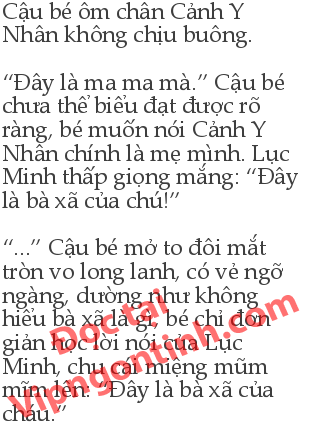 Cậu bé ôm chân Cảnh Y
Nhân không chịu buông.
“Đây là ma ma mà.” Cậu bé
chưa thể biểu đạt được rõ
ràng, bé muốn nói Cảnh Y
Nhân chính là mẹ mình. Lục
Minh thấp giọng mắng: “Đây
là bà xã của chú!”
“...” Cậu bé mở to đôi mắt
tròn vo long lanh, có vẻ ngỡ
ngàng, dường như không
hiểu bà xã là gì, bé chỉ đơn
giản học lời nói của Lục
Minh, chu cái miệng mũm
mĩm lên: “Đây là bà xã của
cháu.”
Doc tai
Vipngontinh.com